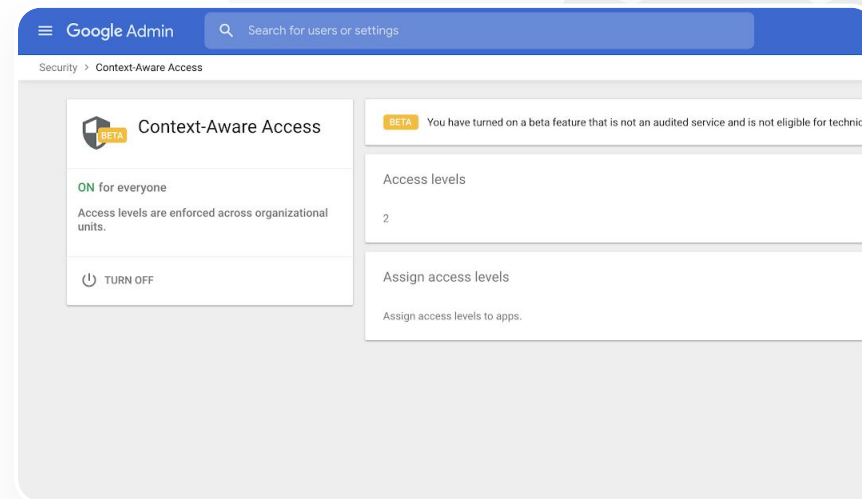 Google Admin
Search for users or settings
Security > Context-Aware Access
BETA
Context-Aware Access
ON for everyone
Access levels are enforced across organizational
units.
TURN OFF
BETA You have turned on a beta feature that is not an audited service and is not eligible for
Access levels
2
Assign access levels
Assign access levels to apps.